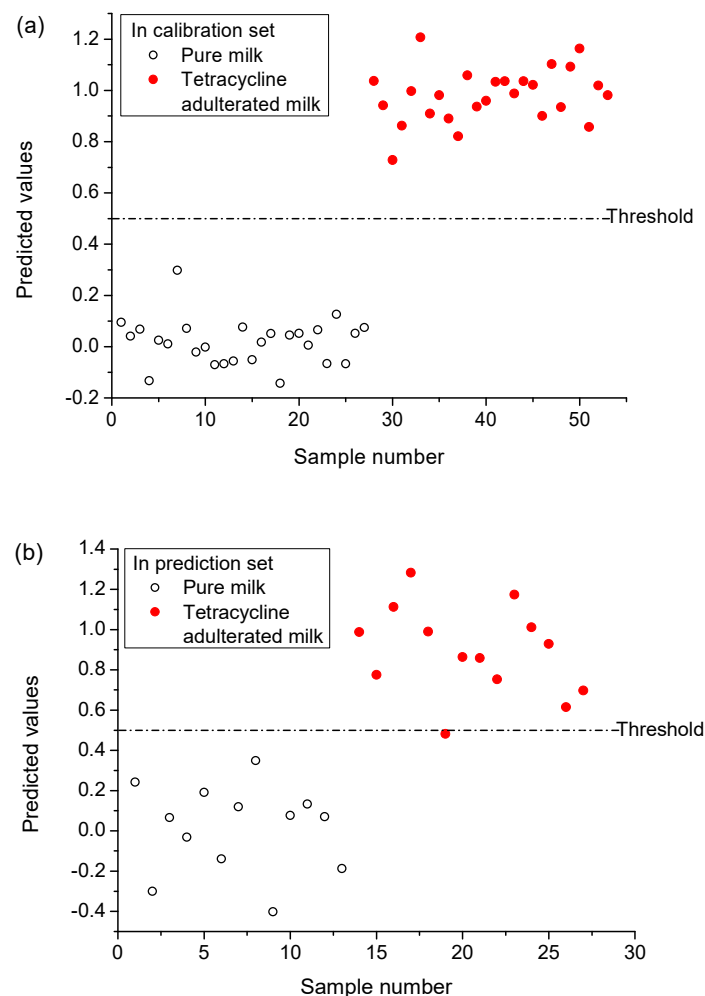 (a)
In calibration set
Pure milk
Tetracycline
adulterated milk
1.2
1.0
0.8
0.6
0.4
0.2
0.0
-0.2
Predicted values
Threshold
0 10 20 30 40 50
Sample number
(b)
In prediction set
Pure milk
Tetracycline
adulterated milk
1.4
1.2
1.0
0.8
0.6
0.4
0.2
0.0
-0.2
-0.4
Predicted values
Threshold
0 5 10 15 20 25 30
Sample number